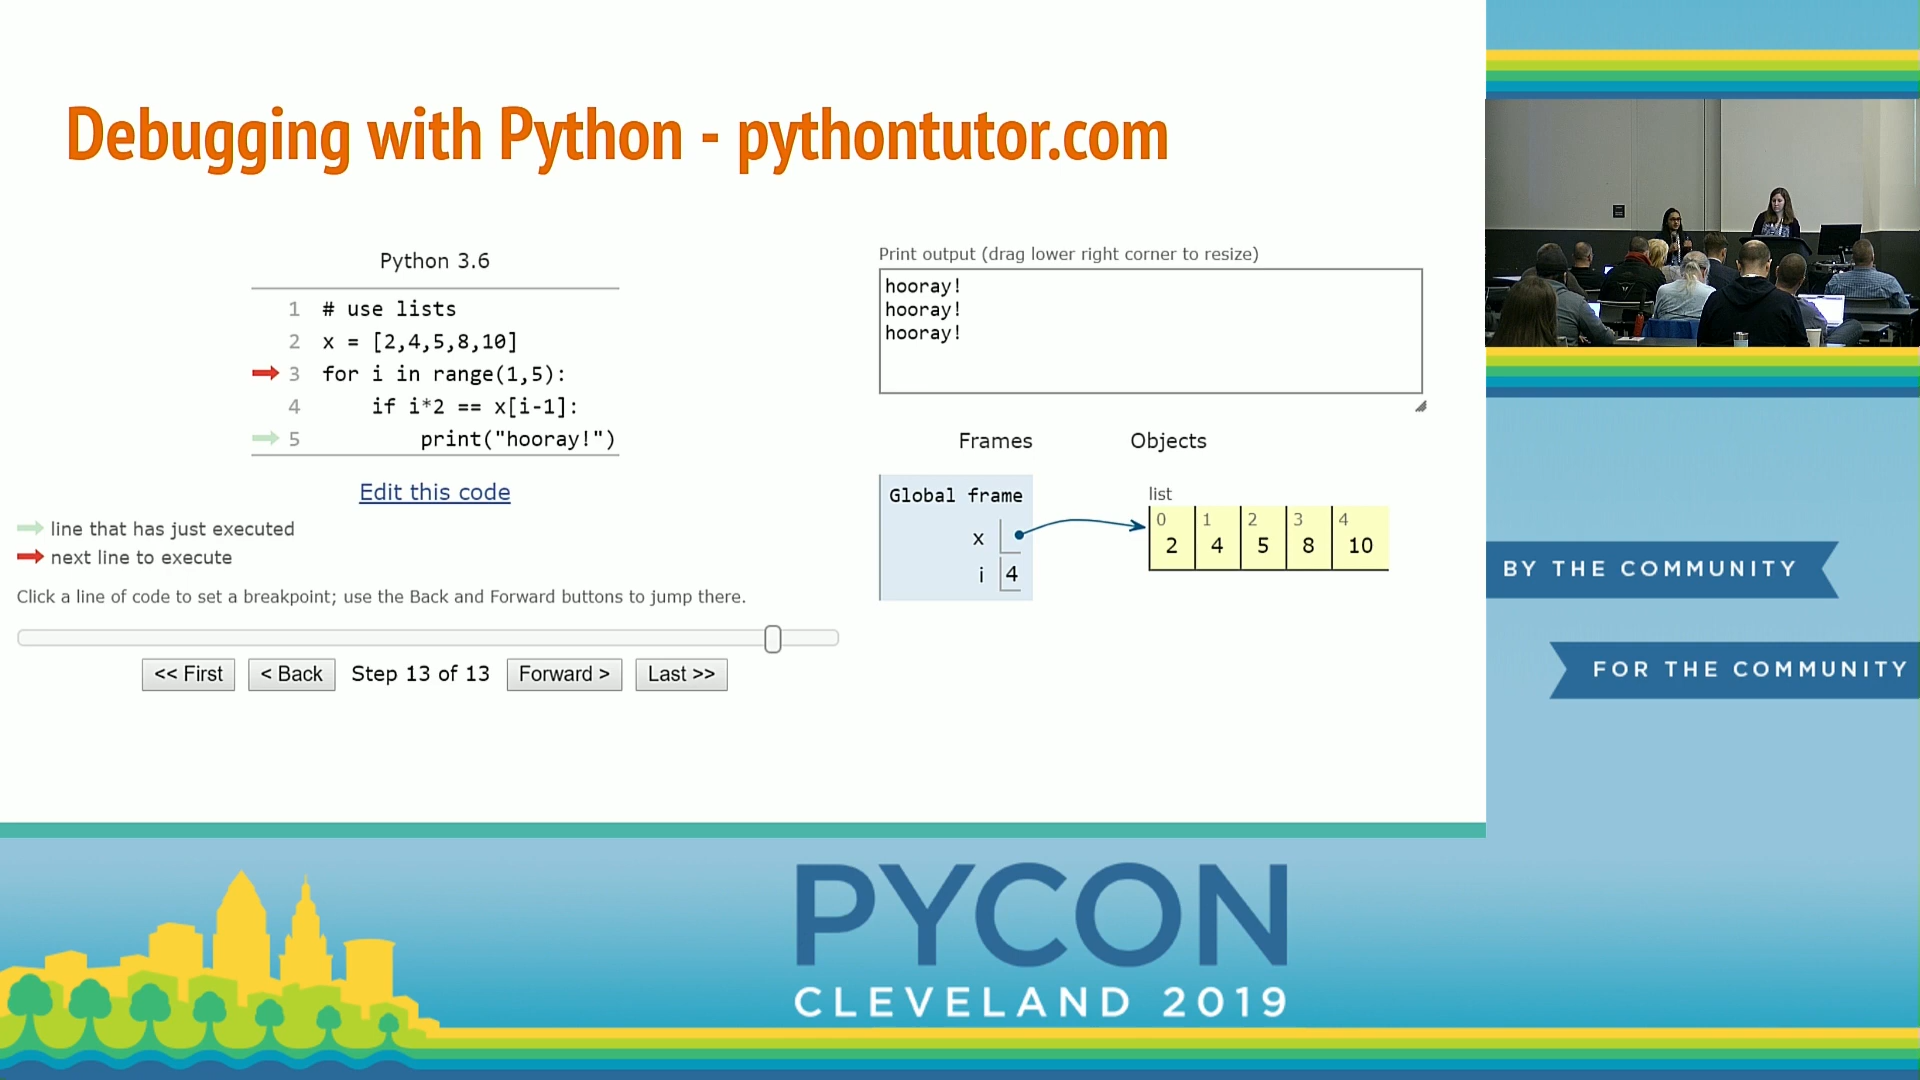 Debugging with Python - pythontutor.com
Python 3.6
1 # use lists
2 x = [2,4,5,8,10]
3 for i in range(1,5):
4     if i*2 == x[i-1]:
5         print("hooray!")
Edit this code
line that has just executed
next line to execute
Click a line of code to set a breakpoint; use the Back and Forward buttons to jump there.
<< First < Back Step 13 of 13 Forward > Last >>
Print output (drag lower right corner to resize)
hooray!
hooray!
hooray!
Frames Objects
Global frame
x
i 4
list
0 1 2 3 4
2 4 5 8 10
BY THE COMMUNITY
FOR THE COMMUNITY
PYCON
CLEVELAND 2019